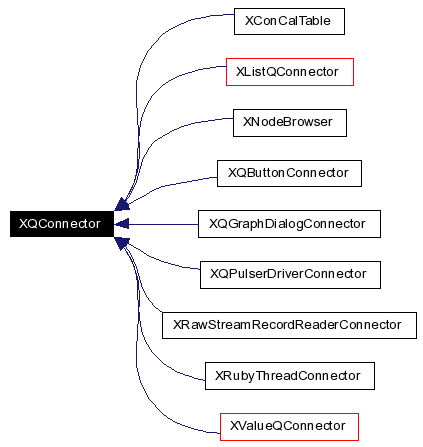 XConCalTable
XListQConnector
XNodeBrowser
XQButtonConnector
XQConnector
XQGraphDialogConnector
XQPulserDriverConnector
XRawStreamRecordReaderConnector
XRubyThreadConnector
XValueQConnector